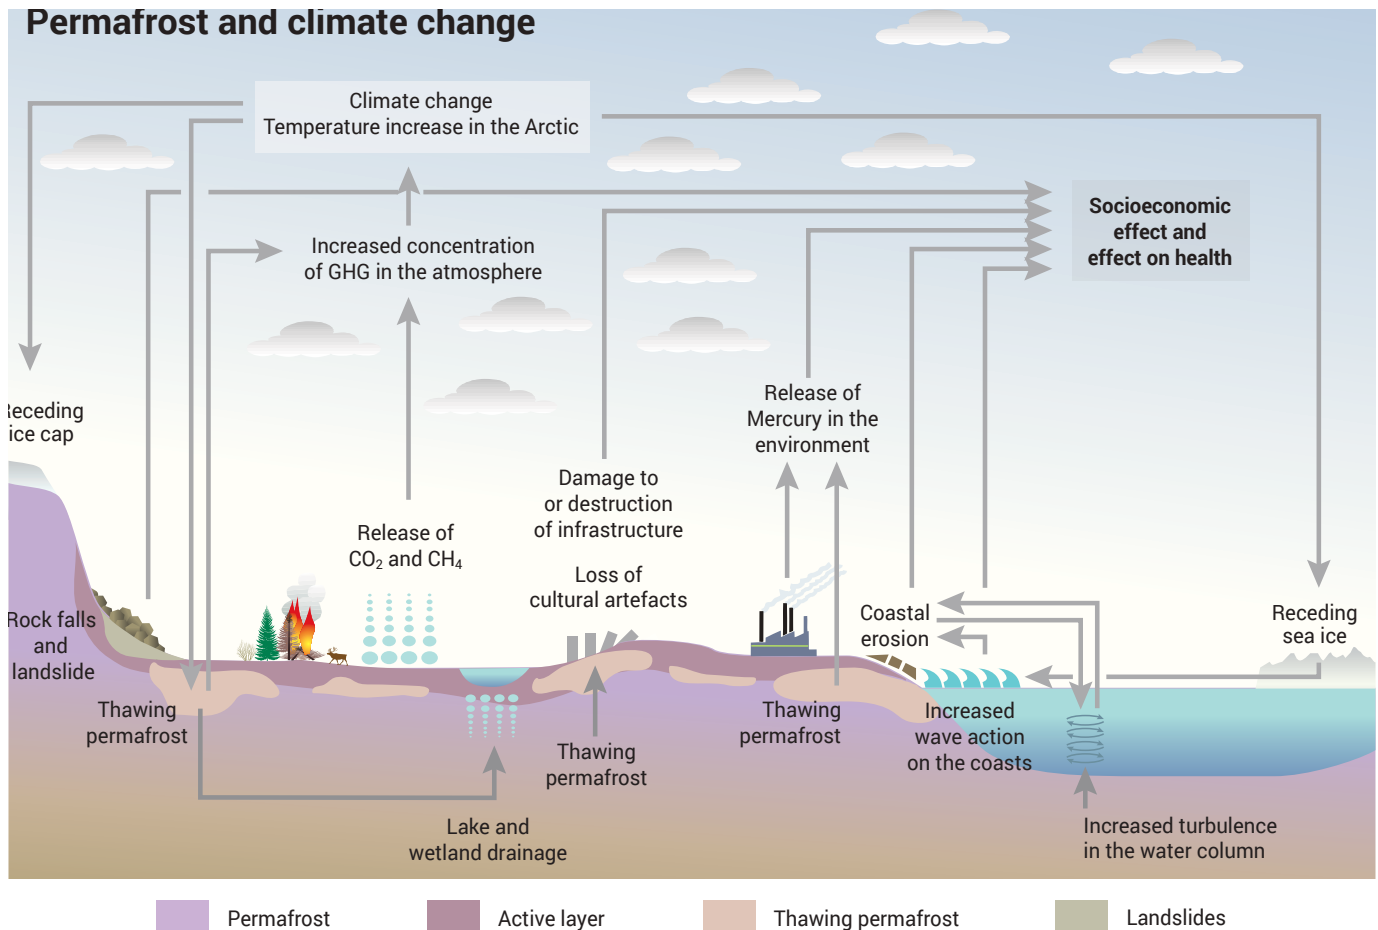 Permafrost and climate change
Climate change
Temperature increase in the Arctic
Socioeconomic
effect and
effect on health
Increased concentration
of GHG in the atmosphere
Receding
ice cap
Release of
Mercury in the
environment
Damage to
or destruction
of infrastructure
Release of
CO₂ and CH₄
Loss of
cultural artefacts
Coastal
erosion
Receding
sea ice
Rock falls
and
landslide
Thawing
permafrost
Thawing
permafrost
Thawing
permafrost
Increased
wave action
on the coasts
Lake and
wetland drainage
Increased turbulence
in the water column
Permafrost
Active layer
Thawing permafrost
Landslides